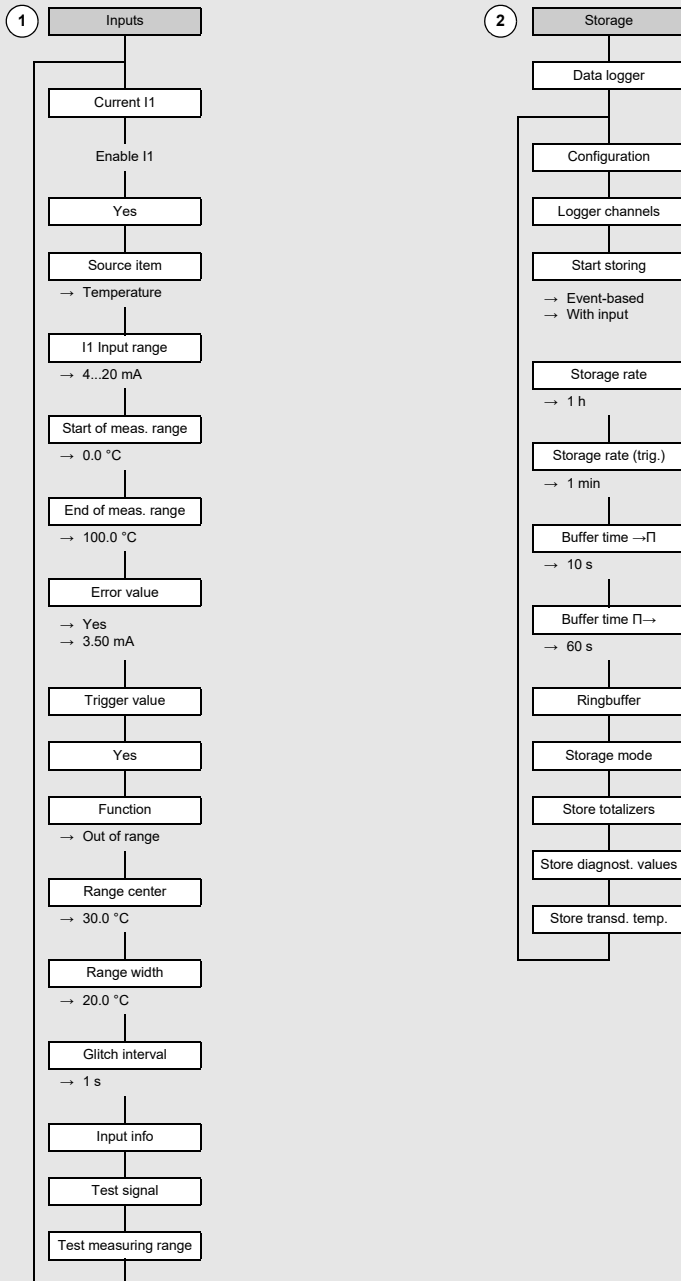 1
Inputs
Current I1
Enable I1
Yes
Source item
→ Temperature
I1 Input range
→ 4...20 mA
Start of meas. range
→ 0.0 °C
End of meas. range
→ 100.0 °C
Error value
→ Yes
→ 3.50 mA
Trigger value
Yes
Function
→ Out of range
Range center
→ 30.0 °C
Range width
→ 20.0 °C
Glitch interval
→ 1 s
Input info
Test signal
Test measuring range
2
Storage
Data logger
Configuration
Logger channels
Start storing
→ Event-based
→ With input
Storage rate
→ 1 h
Storage rate (trig.)
→ 1 min
Buffer time →Π
→ 10 s
Buffer time Π→
→ 60 s
Ringbuffer
Storage mode
Store totalizers
Store diagnost. values
Store transd. temp.